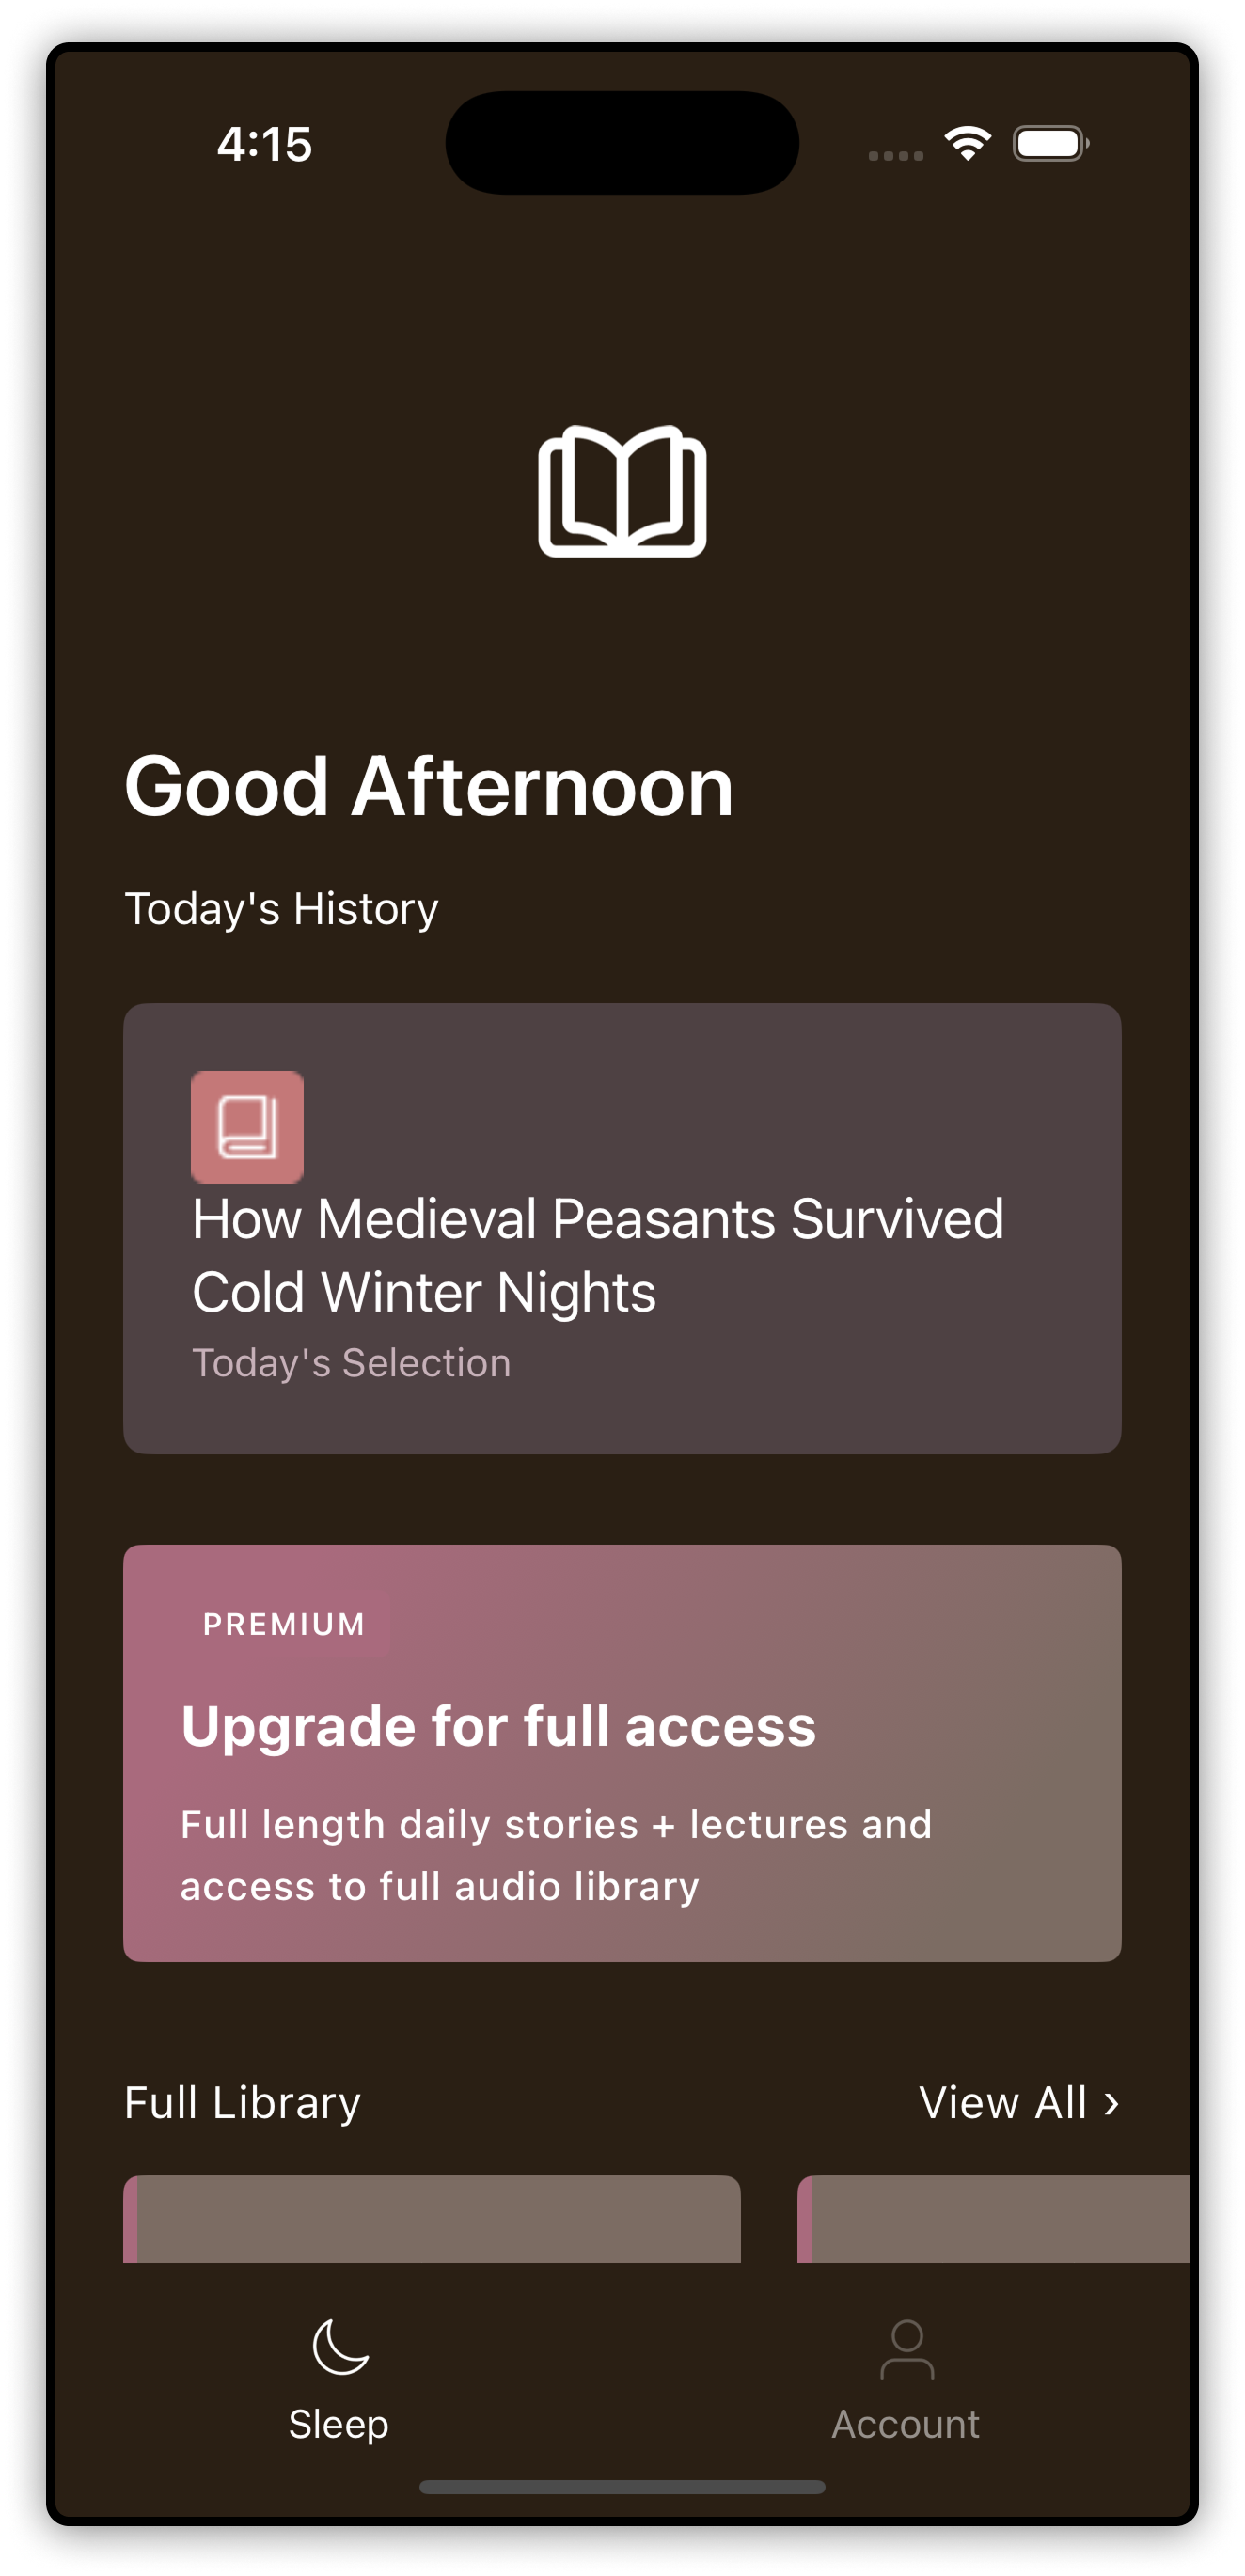 4:15
Good Afternoon
Today's History
How Medieval Peasants Survived
Cold Winter Nights
Today's Selection
PREMIUM
Upgrade for full access
Full length daily stories + lectures and
access to full audio library
Full Library
View All ›
Sleep
Account